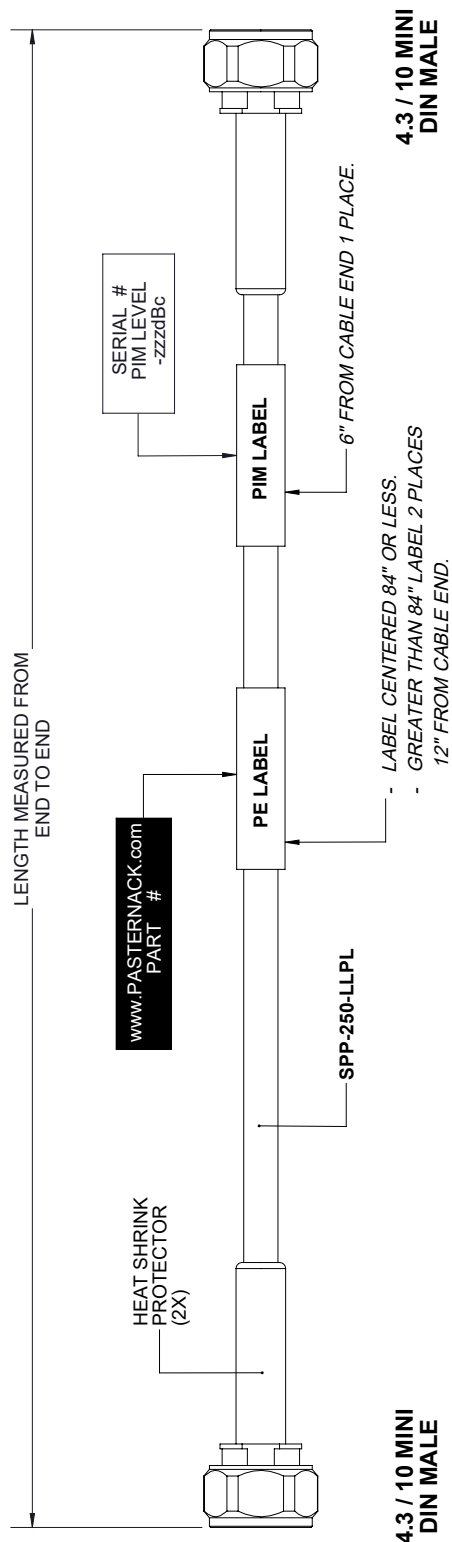 LENGTH MEASURED FROM
END TO END
HEAT SHRINK
PROTECTOR
(2X)
www.PASTERNACK.com
PART #
SERIAL #
PIM LEVEL
-zzzdBc
PE LABEL
PIM LABEL
SPP-250-LLPL
6" FROM CABLE END 1 PLACE.
- LABEL CENTERED 84" OR LESS.
- GREATER THAN 84" LABEL 2 PLACES
12" FROM CABLE END.
4.3 / 10 MINI
DIN MALE
4.3 / 10 MINI
DIN MALE